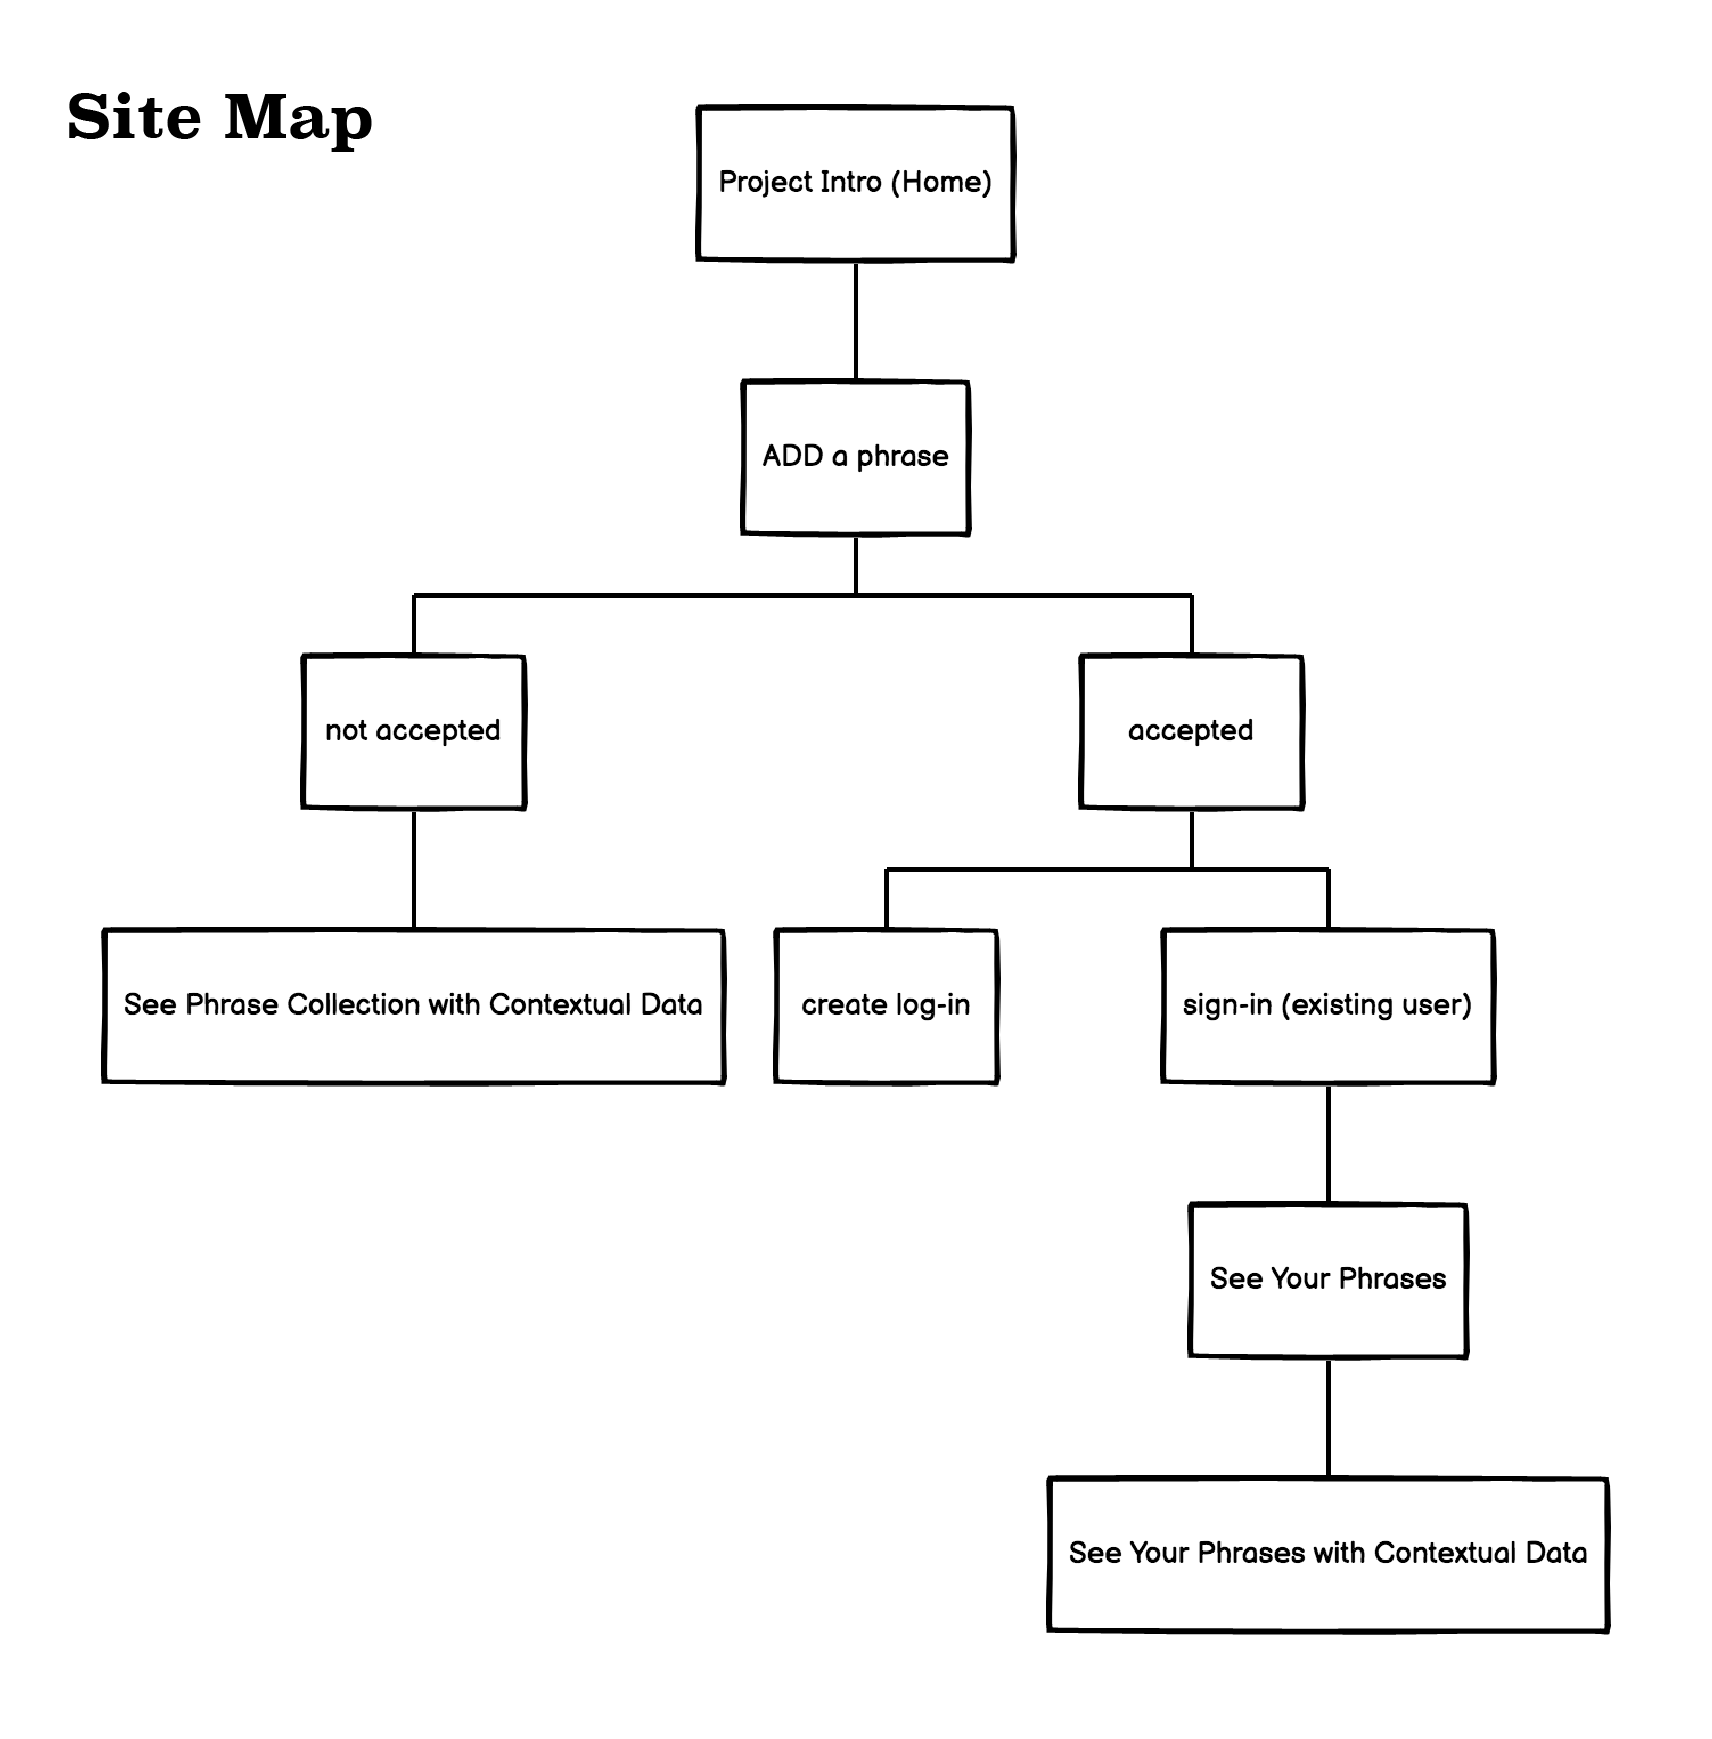 Site Map
Project Intro (Home)
ADD a phrase
not accepted
accepted
See Phrase Collection with Contextual Data
create log-in
sign-in (existing user)
See Your Phrases
See Your Phrases with Contextual Data